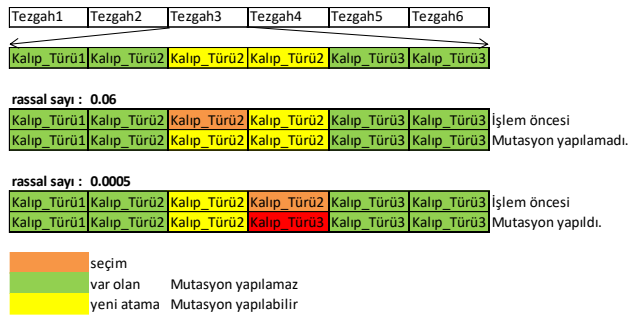 Tezgah1 Tezgah2 Tezgah3 Tezgah4 Tezgah5 Tezgah6
Kalıp_Türü1 Kalıp_Türü2 Kalıp_Türü2 Kalıp_Türü2 Kalıp_Türü3 Kalıp_Türü3
rassal sayı : 0.06
Kalıp_Türü1 Kalıp_Türü2 Kalıp_Türü2 Kalıp_Türü2 Kalıp_Türü3 Kalıp_Türü3 İşlem öncesi
Kalıp_Türü1 Kalıp_Türü2 Kalıp_Türü2 Kalıp_Türü2 Kalıp_Türü3 Kalıp_Türü3 Mutasyon yapılamadı.
rassal sayı : 0.0005
Kalıp_Türü1 Kalıp_Türü2 Kalıp_Türü2 Kalıp_Türü2 Kalıp_Türü3 Kalıp_Türü3 İşlem öncesi
Kalıp_Türü1 Kalıp_Türü2 Kalıp_Türü2 Kalıp_Türü3 Kalıp_Türü3 Kalıp_Türü3 Mutasyon yapıldı.
seçim
var olan Mutasyon yapılamaz
yeni atama Mutasyon yapılabilir